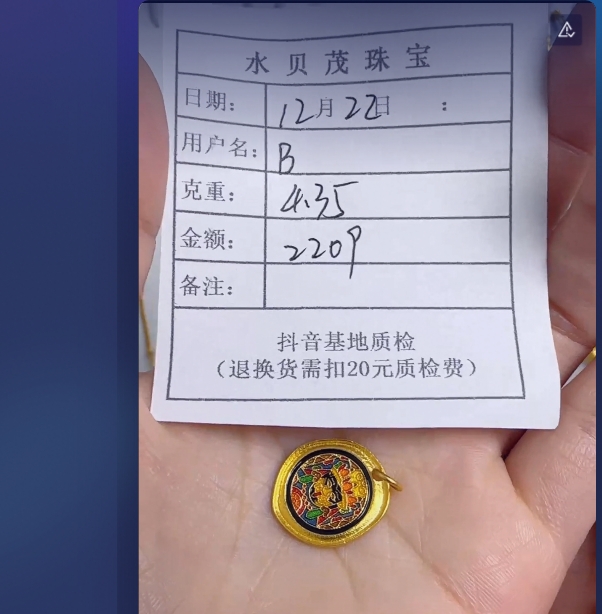 水贝茂珠宝
日期: 12月22日 :
用户名: B
克重: 4.35
金额: 2209
备注:
抖音基地质检
(退换货需扣20元质检费)